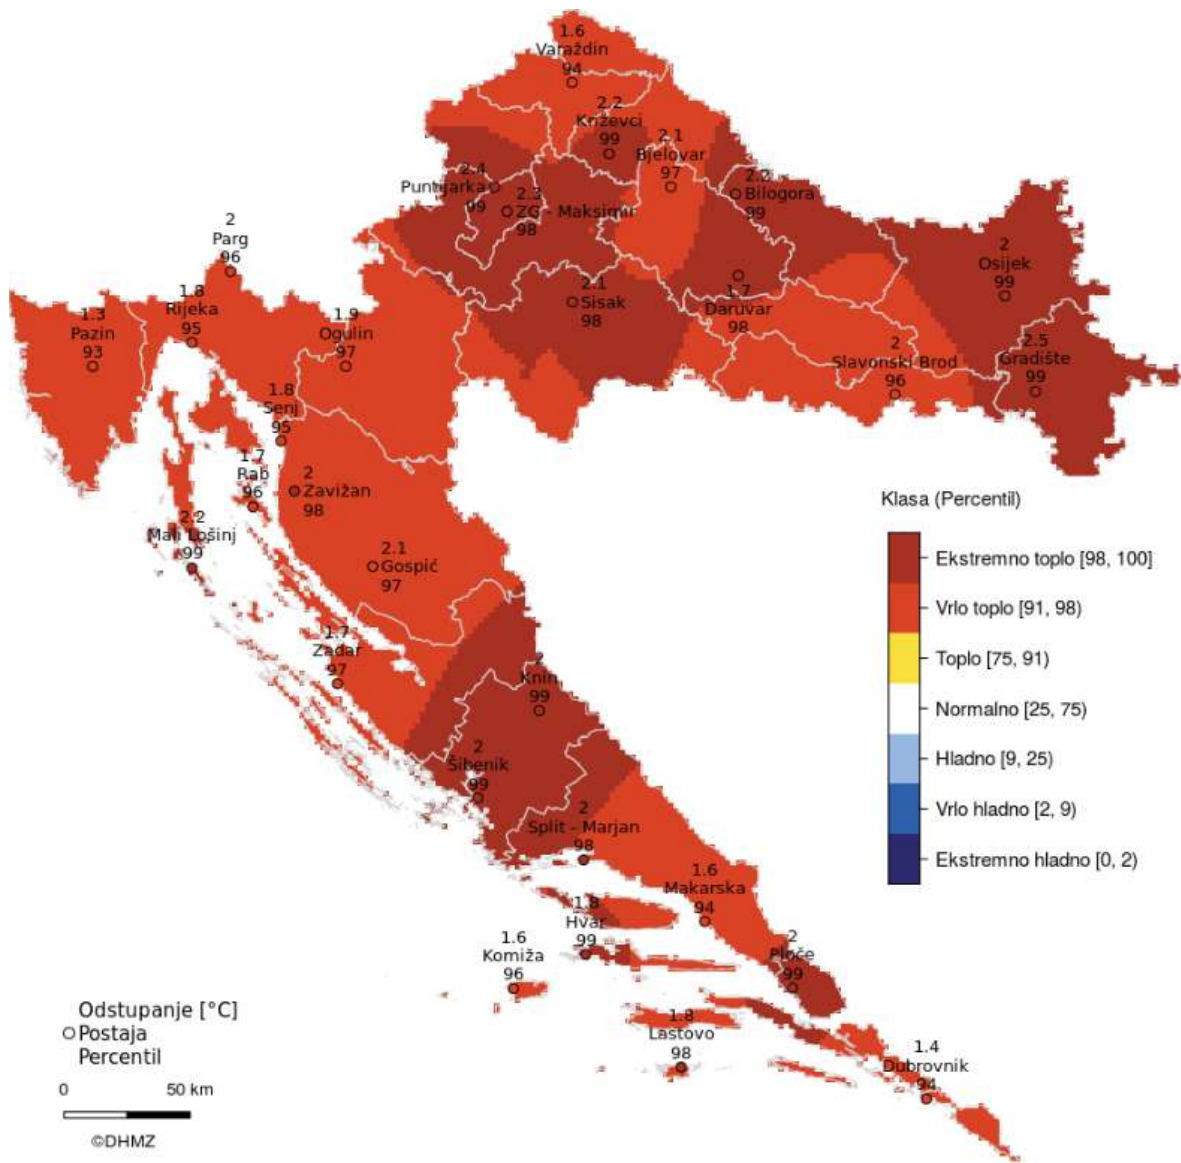 1.6
Varaždin
94
2.2
Križevci
99
2.1
Bjelovar
97
2.4
Puntijarka
99
2.3
ZG - Maksimir
98
2.2
Bilogora
99
2
Parg
96
2
Osijek
99
1.3
Pazin
93
1.8
Rijeka
95
1.9
Ogulin
97
2.1
Sisak
98
1.7
Daruvar
98
2
Slavonski Brod
96
2.5
Gradište
99
1.8
Senj
95
1.7
Rab
96
2
Zavižan
98
2.2
Mali Lošinj
99
2.1
Gospić
97
1.7
Zadar
97
2
Knin
99
2
Šibenik
99
2
Split - Marjan
98
1.6
Makarska
94
1.8
Hvar
99
1.6
Komiža
96
2
Ploče
99
1.8
Lastovo
98
1.4
Dubrovnik
94
Klasa (Percentil)
Ekstremno toplo [98, 100]
Vrlo toplo [91, 98)
Toplo [75, 91)
Normalno [25, 75)
Hladno [9, 25)
Vrlo hladno [2, 9)
Ekstremno hladno [0, 2)
Odstupanje [°C]
Postaja
Percentil
0 50 km
©DHMZ